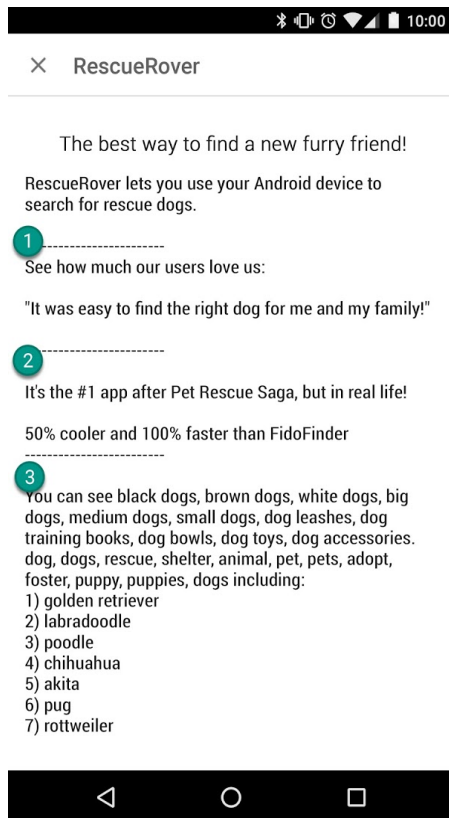 10:00
RescueRover
The best way to find a new furry friend!
RescueRover lets you use your Android device to
search for rescue dogs.
1
----------------------
See how much our users love us:
"It was easy to find the right dog for me and my family!"
----------------------
2
It's the #1 app after Pet Rescue Saga, but in real life!
50% cooler and 100% faster than FidoFinder
-------------------------
3
You can see black dogs, brown dogs, white dogs, big
dogs, medium dogs, small dogs, dog leashes, dog
training books, dog bowls, dog toys, dog accessories.
dog, dogs, rescue, shelter, animal, pet, pets, adopt,
foster, puppy, puppies, dogs including:
1) golden retriever
2) labradoodle
3) poodle
4) chihuahua
5) akita
6) pug
7) rottweiler